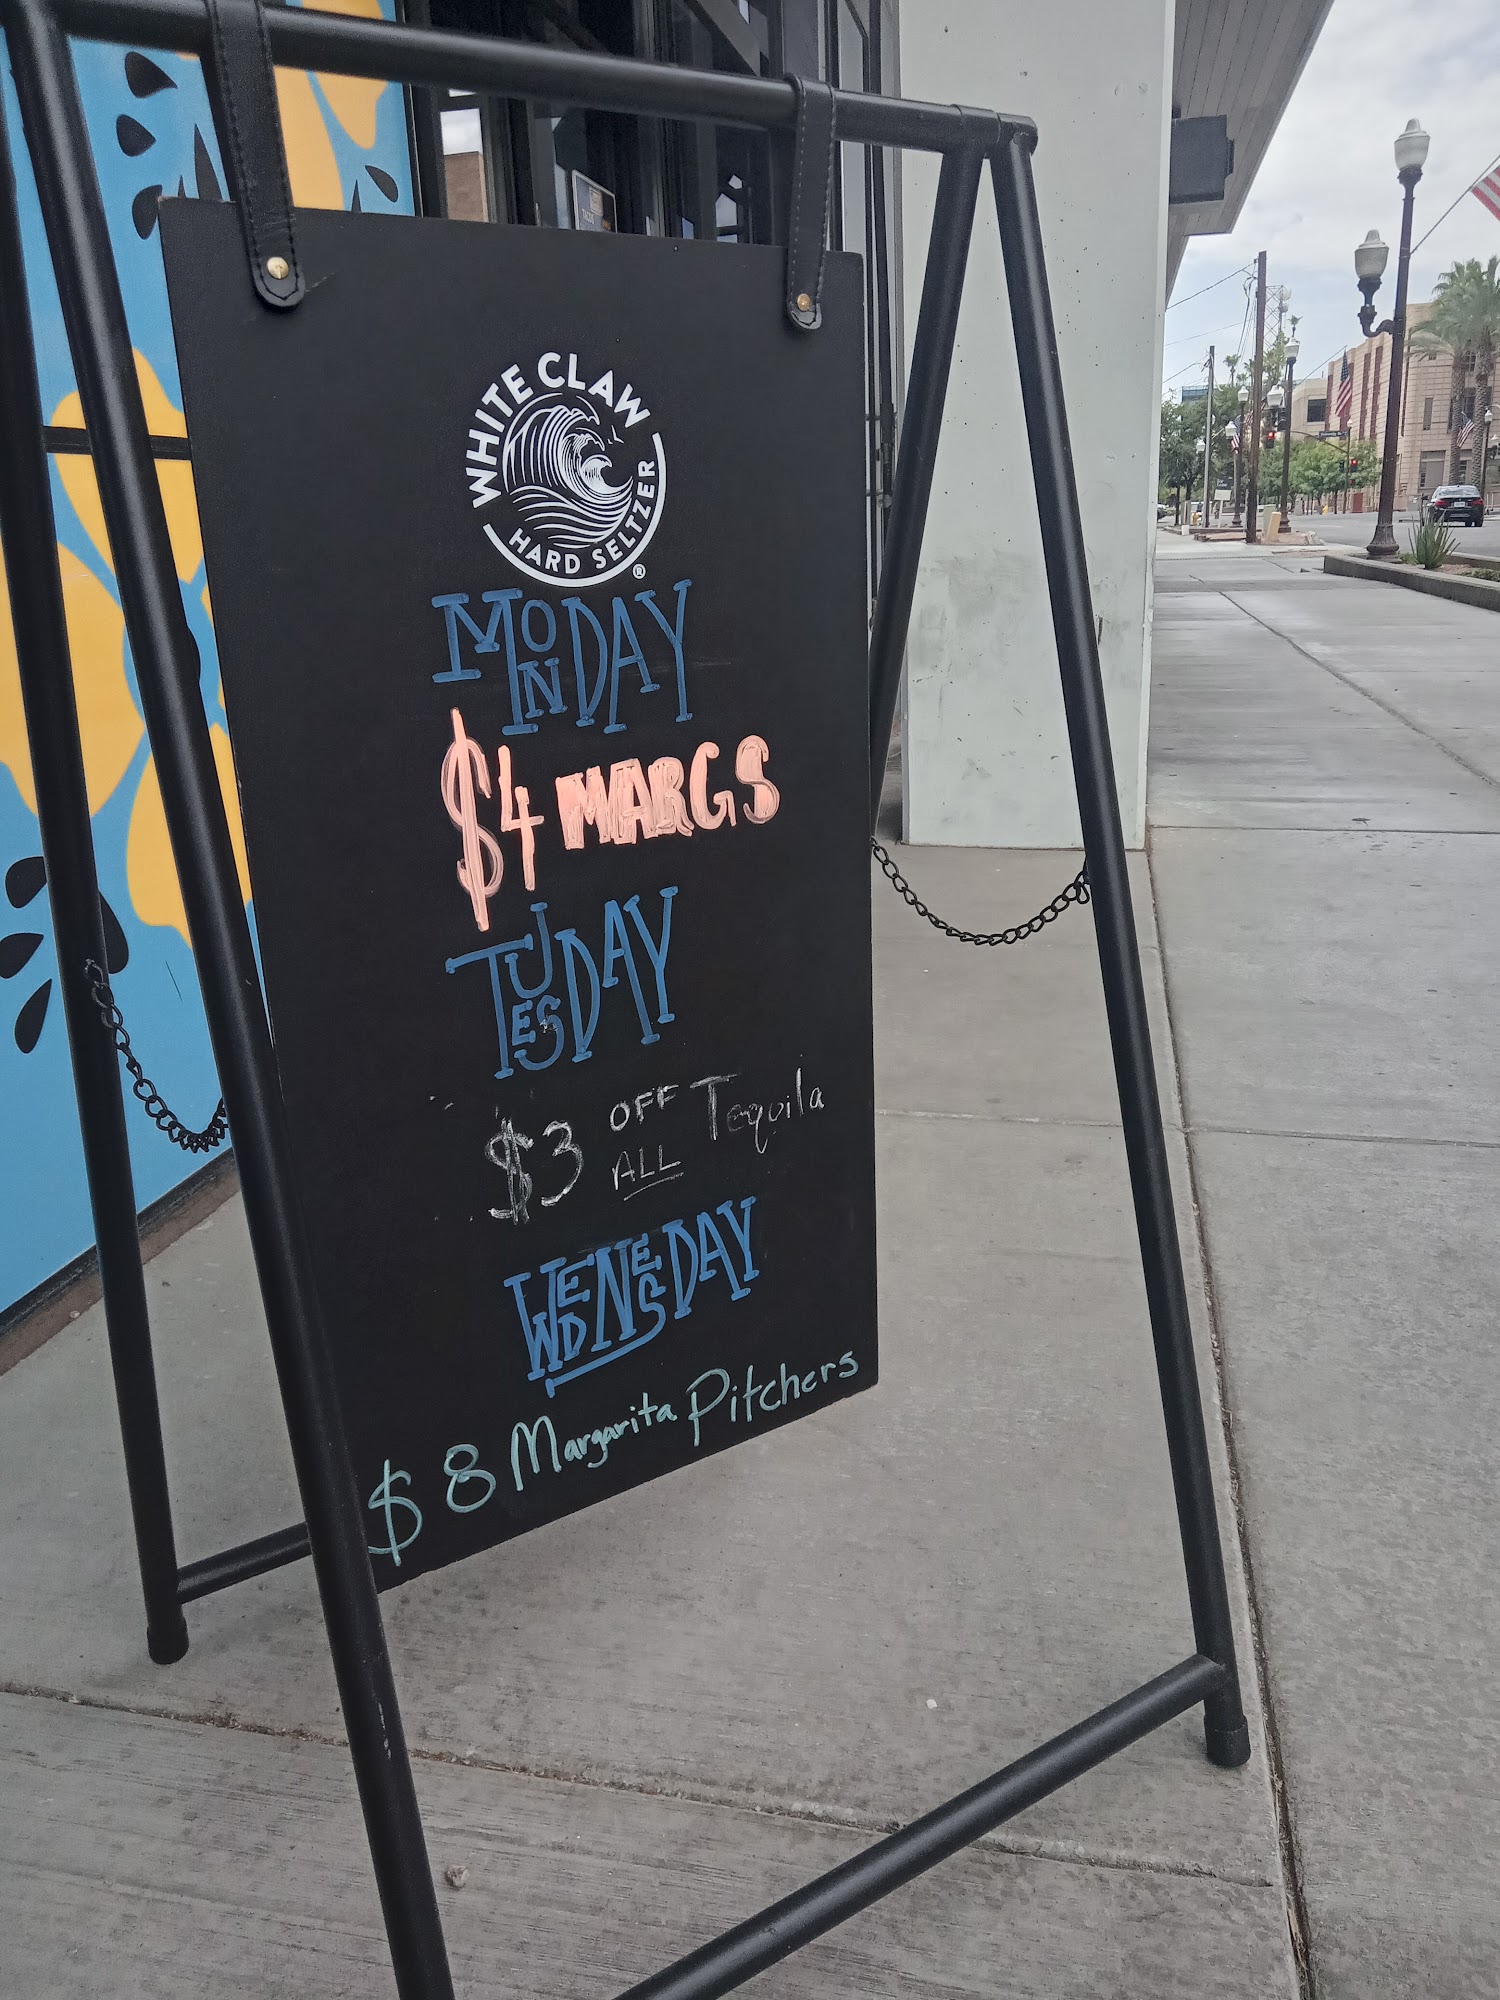 WHITE CLAW
HARD SELTZER
®
MONDAY
$4 MARGS
TUESDAY
$3 OFF ALL Tequila
WEDNESDAY
$8 Margarita Pitchers